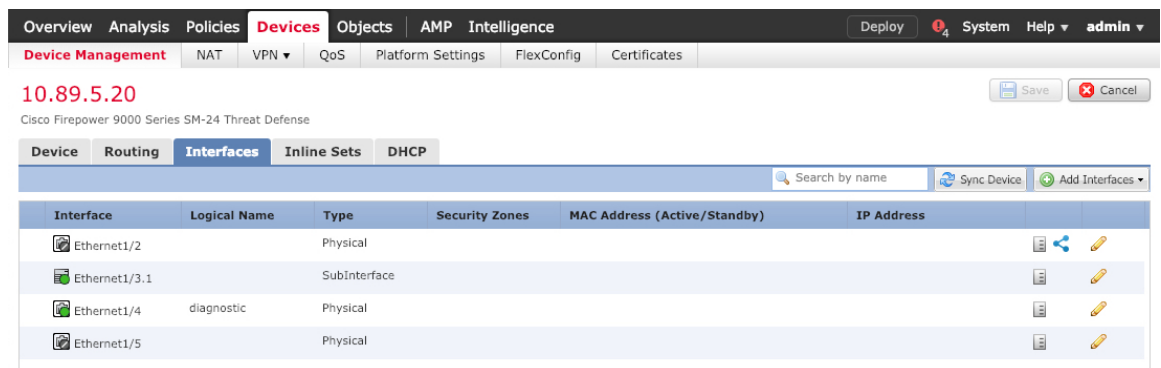 Overview Analysis Policies Devices Objects AMP Intelligence Deploy 4 System Help admin
Device Management NAT VPN QoS Platform Settings FlexConfig Certificates
10.89.5.20 Save Cancel
Cisco Firepower 9000 Series SM-24 Threat Defense
Device Routing Interfaces Inline Sets DHCP
Search by name Sync Device Add Interfaces
Interface Logical Name Type Security Zones MAC Address (Active/Standby) IP Address
Ethernet1/2 Physical
Ethernet1/3.1 SubInterface
Ethernet1/4 diagnostic Physical
Ethernet1/5 Physical